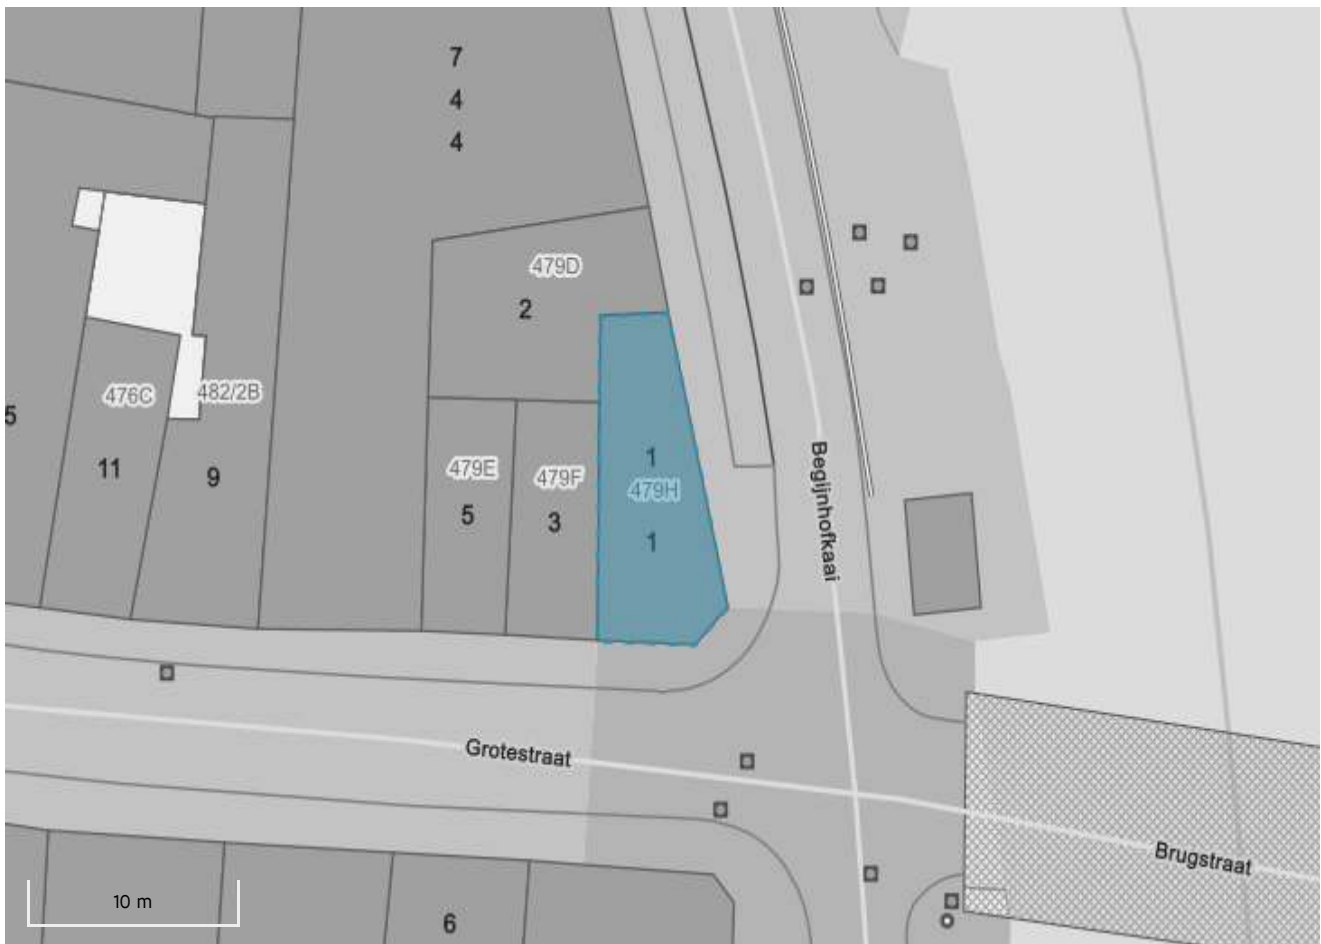 7
4
4
479D
2
476C
482/2B
5
11
9
479E
479F
5
3
1
479H
1
Begijnhofkaai
Grotestraat
Brugstraat
10 m
6